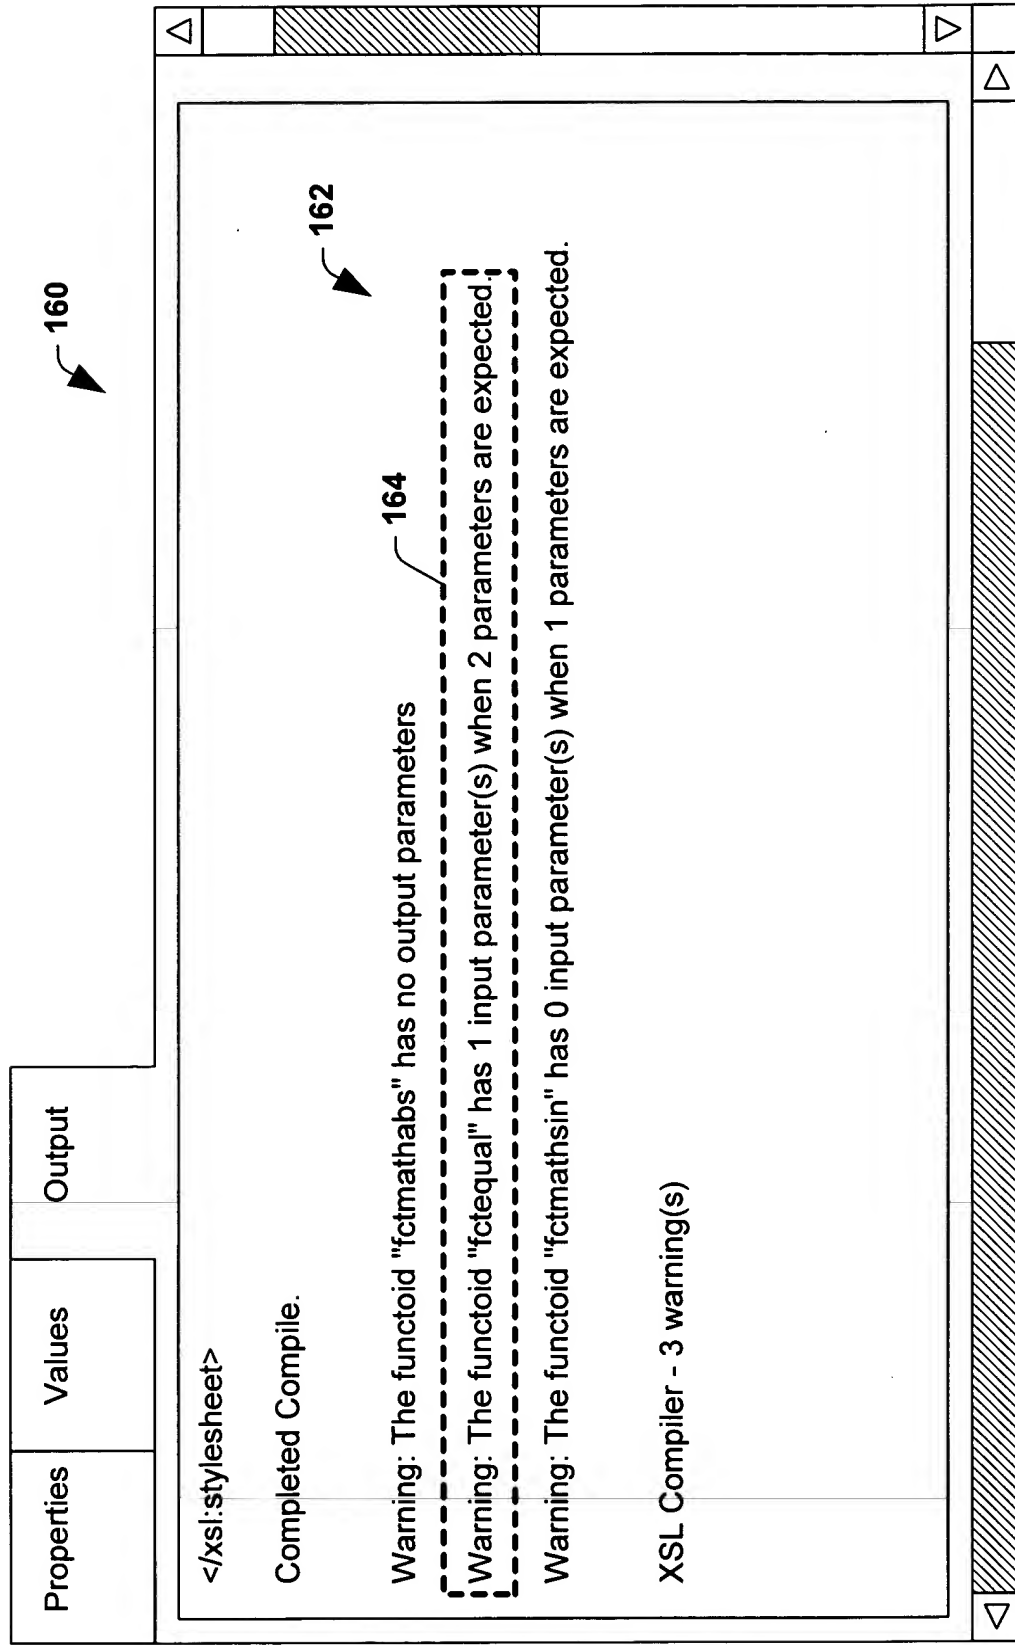 160
Properties Values Output
</xsl:stylesheet>
Completed Compile.
162
164
Warning: The functoid "fctmathabs" has no output parameters
Warning: The functoid "fctequal" has 1 input parameter(s) when 2 parameters are expected.
Warning: The functoid "fctmathsin" has 0 input parameter(s) when 1 parameters are expected.
XSL Compiler - 3 warning(s)